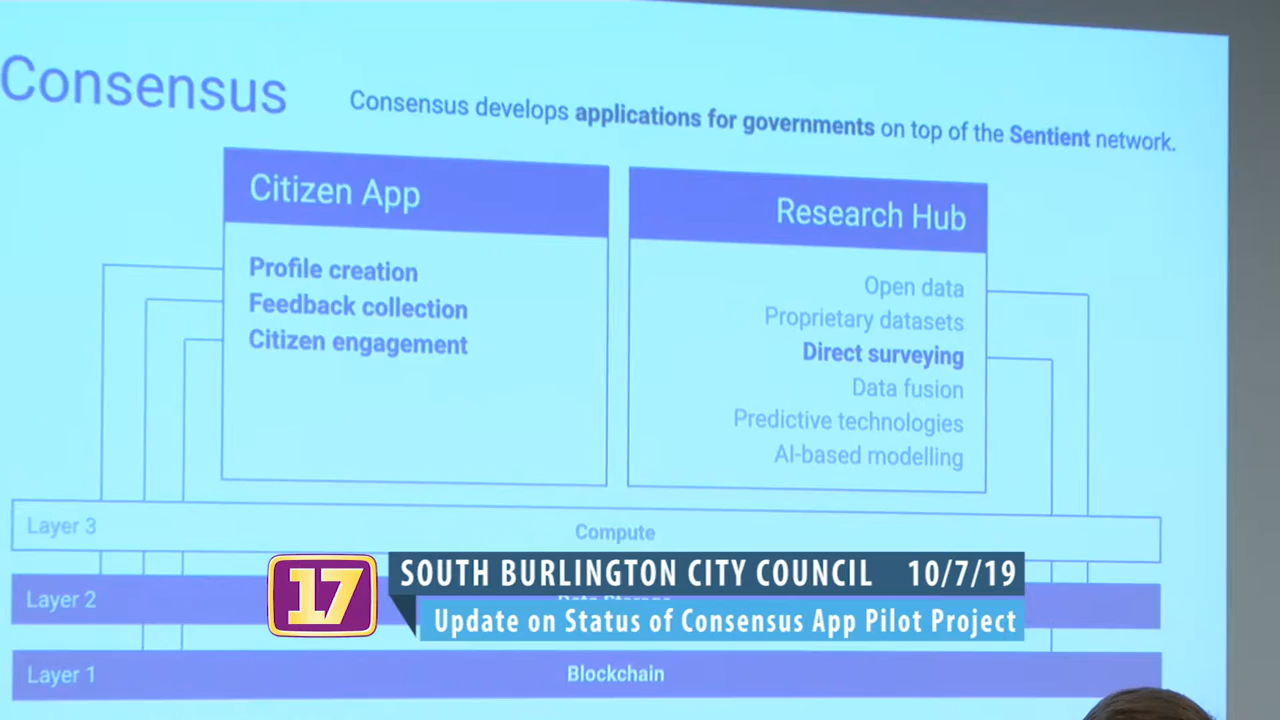 Consensus
Consensus develops applications for governments on top of the Sentient network.
Citizen App
Profile creation
Feedback collection
Citizen engagement
Research Hub
Open data
Proprietary datasets
Direct surveying
Data fusion
Predictive technologies
AI-based modelling
Layer 3
Compute
Layer 2
Layer 1
Blockchain
17
SOUTH BURLINGTON CITY COUNCIL 10/7/19
Update on Status of Consensus App Pilot Project